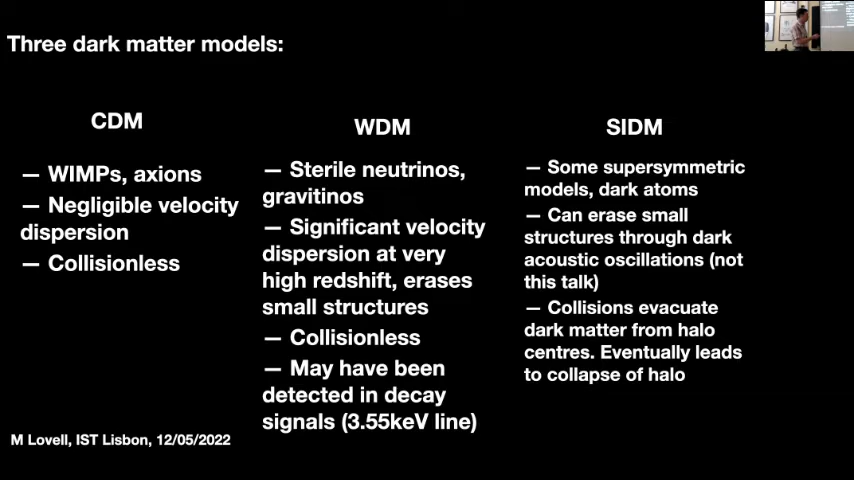 Three dark matter models:
CDM
— WIMPs, axions
— Negligible velocity
dispersion
— Collisionless
WDM
— Sterile neutrinos,
gravitinos
— Significant velocity
dispersion at very
high redshift, erases
small structures
— Collisionless
— May have been
detected in decay
signals (3.55keV line)
SIDM
— Some supersymmetric
models, dark atoms
— Can erase small
structures through dark
acoustic oscillations (not
this talk)
— Collisions evacuate
dark matter from halo
centres. Eventually leads
to collapse of halo
M Lovell, IST Lisbon, 12/05/2022